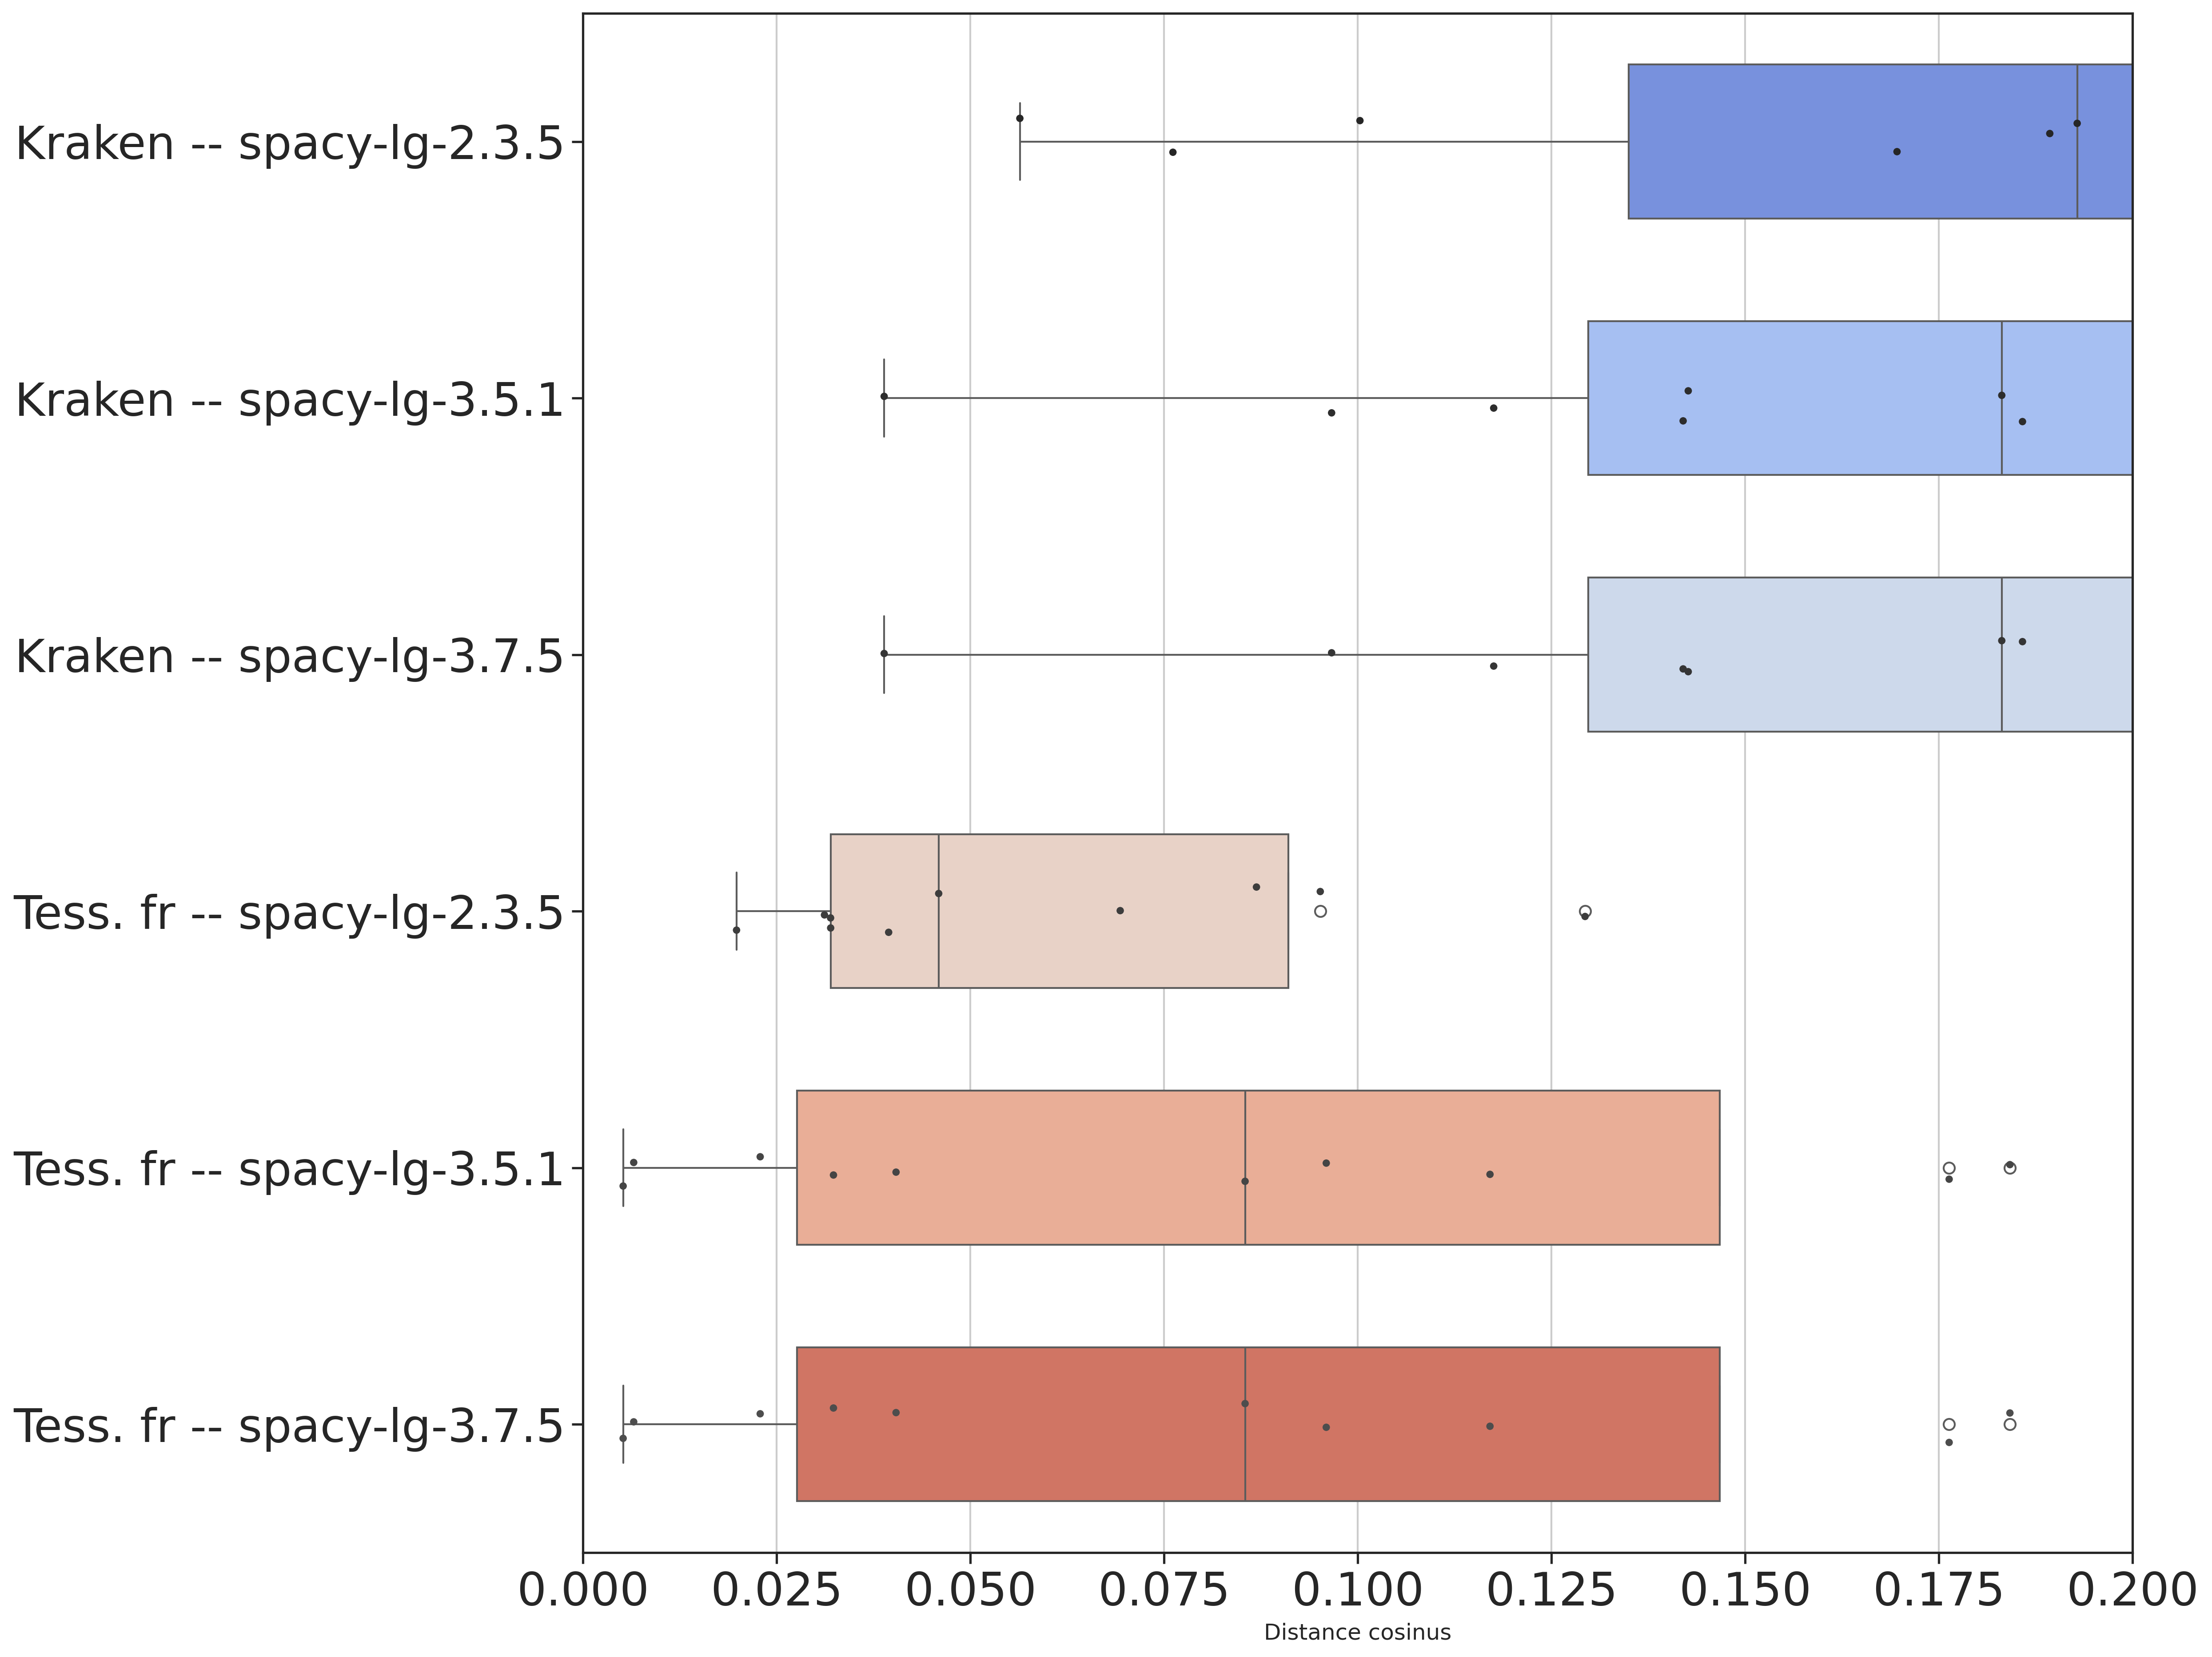 Kraken -- spacy-lg-2.3.5
Kraken -- spacy-lg-3.5.1
Kraken -- spacy-lg-3.7.5
Tess. fr -- spacy-lg-2.3.5
Tess. fr -- spacy-lg-3.5.1
Tess. fr -- spacy-lg-3.7.5
0.000 0.025 0.050 0.075 0.100 0.125 0.150 0.175 0.200
Distance cosinus